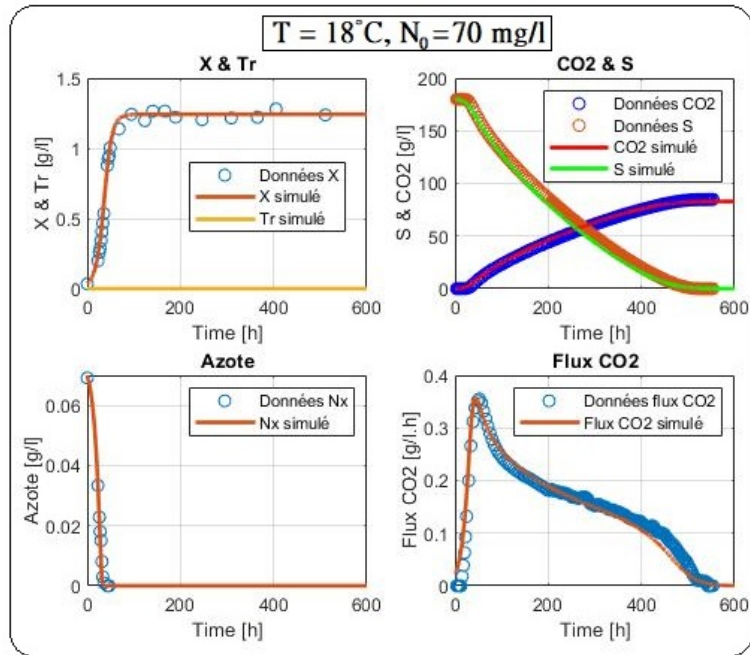 T = 18°C, N₀=70 mg/l
X & Tr
1.5
1
0.5
0
X & Tr [g/l]
Données X
X simulé
Tr simulé
0
200
400
600
Time [h]
CO2 & S
200
150
100
50
0
S & CO2 [g/l]
Données CO2
Données S
CO2 simulé
S simulé
0
200
400
600
Time [h]
Azote
0.06
0.04
0.02
0
Azote [g/l]
Données Nx
Nx simulé
0
200
400
600
Time [h]
Flux CO2
0.4
0.3
0.2
0.1
0
Flux CO2 [g/l.h]
Données flux CO2
Flux CO2 simulé
0
200
400
600
Time [h]